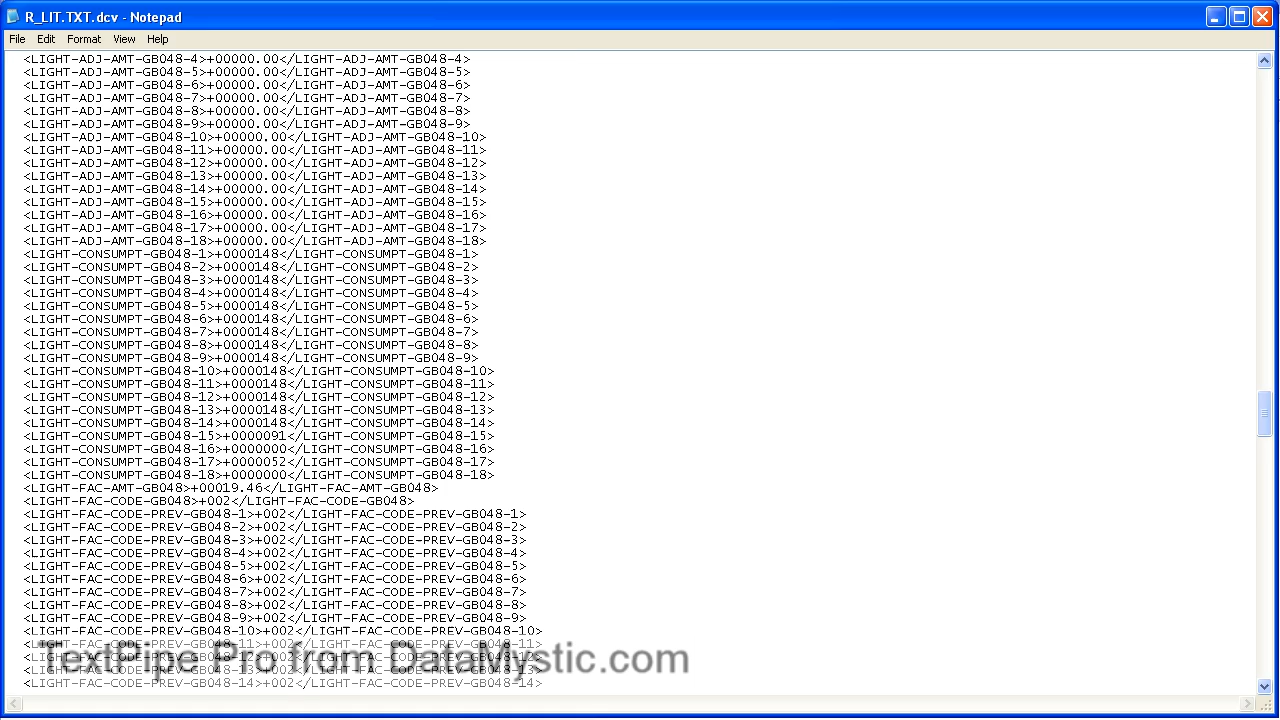 R_LIT.TXT.dcv - Notepad
File Edit Format View Help
<LIGHT-ADJ-AMT-GB048-4>+00000.00</LIGHT-ADJ-AMT-GB048-4>
<LIGHT-ADJ-AMT-GB048-5>+00000.00</LIGHT-ADJ-AMT-GB048-5>
<LIGHT-ADJ-AMT-GB048-6>+00000.00</LIGHT-ADJ-AMT-GB048-6>
<LIGHT-ADJ-AMT-GB048-7>+00000.00</LIGHT-ADJ-AMT-GB048-7>
<LIGHT-ADJ-AMT-GB048-8>+00000.00</LIGHT-ADJ-AMT-GB048-8>
<LIGHT-ADJ-AMT-GB048-9>+00000.00</LIGHT-ADJ-AMT-GB048-9>
<LIGHT-ADJ-AMT-GB048-10>+00000.00</LIGHT-ADJ-AMT-GB048-10>
<LIGHT-ADJ-AMT-GB048-11>+00000.00</LIGHT-ADJ-AMT-GB048-11>
<LIGHT-ADJ-AMT-GB048-12>+00000.00</LIGHT-ADJ-AMT-GB048-12>
<LIGHT-ADJ-AMT-GB048-13>+00000.00</LIGHT-ADJ-AMT-GB048-13>
<LIGHT-ADJ-AMT-GB048-14>+00000.00</LIGHT-ADJ-AMT-GB048-14>
<LIGHT-ADJ-AMT-GB048-15>+00000.00</LIGHT-ADJ-AMT-GB048-15>
<LIGHT-ADJ-AMT-GB048-16>+00000.00</LIGHT-ADJ-AMT-GB048-16>
<LIGHT-ADJ-AMT-GB048-17>+00000.00</LIGHT-ADJ-AMT-GB048-17>
<LIGHT-ADJ-AMT-GB048-18>+00000.00</LIGHT-ADJ-AMT-GB048-18>
<LIGHT-CONSUMPT-GB048-1>+0000148</LIGHT-CONSUMPT-GB048-1>
<LIGHT-CONSUMPT-GB048-2>+0000148</LIGHT-CONSUMPT-GB048-2>
<LIGHT-CONSUMPT-GB048-3>+0000148</LIGHT-CONSUMPT-GB048-3>
<LIGHT-CONSUMPT-GB048-4>+0000148</LIGHT-CONSUMPT-GB048-4>
<LIGHT-CONSUMPT-GB048-5>+0000148</LIGHT-CONSUMPT-GB048-5>
<LIGHT-CONSUMPT-GB048-6>+0000148</LIGHT-CONSUMPT-GB048-6>
<LIGHT-CONSUMPT-GB048-7>+0000148</LIGHT-CONSUMPT-GB048-7>
<LIGHT-CONSUMPT-GB048-8>+0000148</LIGHT-CONSUMPT-GB048-8>
<LIGHT-CONSUMPT-GB048-9>+0000148</LIGHT-CONSUMPT-GB048-9>
<LIGHT-CONSUMPT-GB048-10>+0000148</LIGHT-CONSUMPT-GB048-10>
<LIGHT-CONSUMPT-GB048-11>+0000148</LIGHT-CONSUMPT-GB048-11>
<LIGHT-CONSUMPT-GB048-12>+0000148</LIGHT-CONSUMPT-GB048-12>
<LIGHT-CONSUMPT-GB048-13>+0000148</LIGHT-CONSUMPT-GB048-13>
<LIGHT-CONSUMPT-GB048-14>+0000148</LIGHT-CONSUMPT-GB048-14>
<LIGHT-CONSUMPT-GB048-15>+0000091</LIGHT-CONSUMPT-GB048-15>
<LIGHT-CONSUMPT-GB048-16>+0000000</LIGHT-CONSUMPT-GB048-16>
<LIGHT-CONSUMPT-GB048-17>+0000052</LIGHT-CONSUMPT-GB048-17>
<LIGHT-CONSUMPT-GB048-18>+0000000</LIGHT-CONSUMPT-GB048-18>
<LIGHT-FAC-AMT-GB048>+00019.46</LIGHT-FAC-AMT-GB048>
<LIGHT-FAC-CODE-GB048>+002</LIGHT-FAC-CODE-GB048>
<LIGHT-FAC-CODE-PREV-GB048-1>+002</LIGHT-FAC-CODE-PREV-GB048-1>
<LIGHT-FAC-CODE-PREV-GB048-2>+002</LIGHT-FAC-CODE-PREV-GB048-2>
<LIGHT-FAC-CODE-PREV-GB048-3>+002</LIGHT-FAC-CODE-PREV-GB048-3>
<LIGHT-FAC-CODE-PREV-GB048-4>+002</LIGHT-FAC-CODE-PREV-GB048-4>
<LIGHT-FAC-CODE-PREV-GB048-5>+002</LIGHT-FAC-CODE-PREV-GB048-5>
<LIGHT-FAC-CODE-PREV-GB048-6>+002</LIGHT-FAC-CODE-PREV-GB048-6>
<LIGHT-FAC-CODE-PREV-GB048-7>+002</LIGHT-FAC-CODE-PREV-GB048-7>
<LIGHT-FAC-CODE-PREV-GB048-8>+002</LIGHT-FAC-CODE-PREV-GB048-8>
<LIGHT-FAC-CODE-PREV-GB048-9>+002</LIGHT-FAC-CODE-PREV-GB048-9>
<LIGHT-FAC-CODE-PREV-GB048-10>+002</LIGHT-FAC-CODE-PREV-GB048-10>
<LIGHT-FAC-CODE-PREV-GB048-11>+002</LIGHT-FAC-CODE-PREV-GB048-11>
TextPipe Pro from DataMystic.com
<LIGHT-FAC-CODE-PREV-GB048-14>+002</LIGHT-FAC-CODE-PREV-GB048-14>